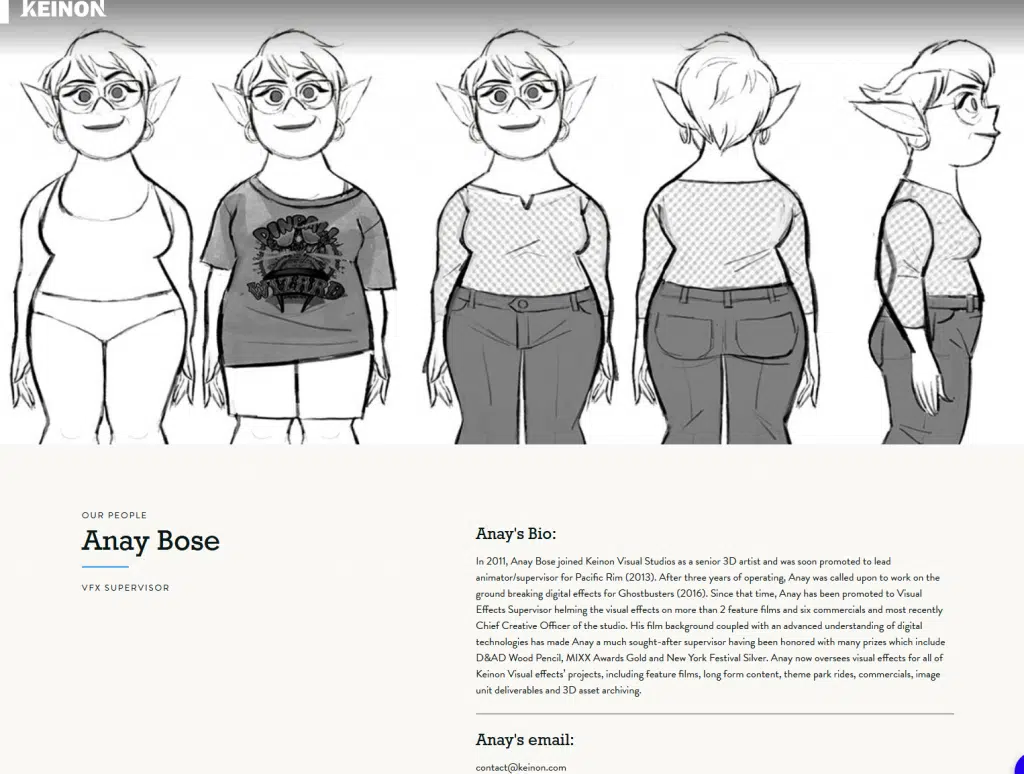 KEINON
PINBALL
WIZARD
OUR PEOPLE
Anay Bose
VFX SUPERVISOR
Anay's Bio:
In 2011, Anay Bose joined Keinon Visual Studios as a senior 3D artist and was soon promoted to lead
animator/supervisor for Pacific Rim (2013). After three years of operating, Anay was called upon to work on the
ground breaking digital effects for Ghostbusters (2016). Since that time, Anay has been promoted to Visual
Effects Supervisor helming the visual effects on more than 2 feature films and six commercials and most recently
Chief Creative Officer of the studio. His film background coupled with an advanced understanding of digital
technologies has made Anay a much sought-after supervisor having been honored with many prizes which include
D&AD Wood Pencil, MIXX Awards Gold and New York Festival Silver. Anay now oversees visual effects for all of
Keinon Visual effects' projects, including feature films, long form content, theme park rides, commercials, image
unit deliverables and 3D asset archiving.
Anay's email:
contact@keinon.com